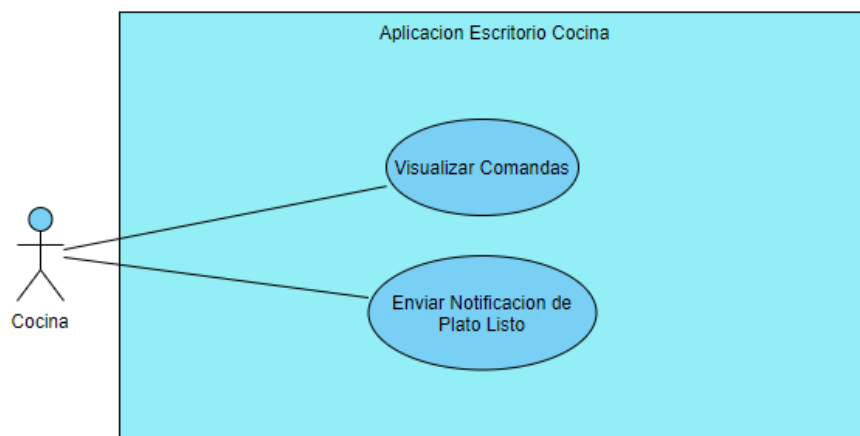 Aplicacion Escritorio Cocina
Visualizar Comandas
Enviar Notificacion de
Plato Listo
Cocina